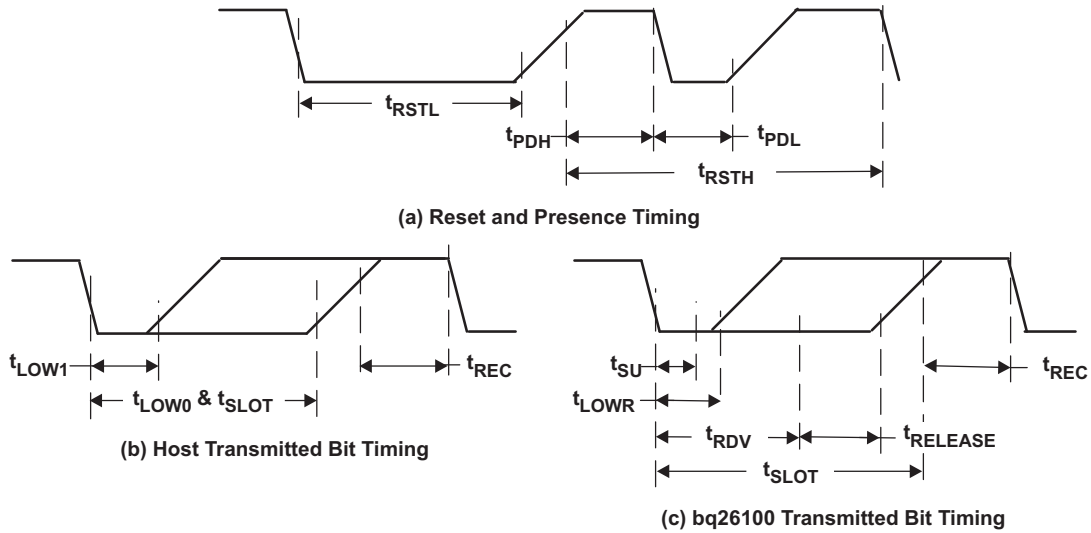 tRSTL
tPDH
tPDL
tRSTH
(a) Reset and Presence Timing
tLOW1
tREC
tLOW0 & tSLOT
(b) Host Transmitted Bit Timing
tSU
tREC
tLOWR
tRDV
tRELEASE
tSLOT
(c) bq26100 Transmitted Bit Timing